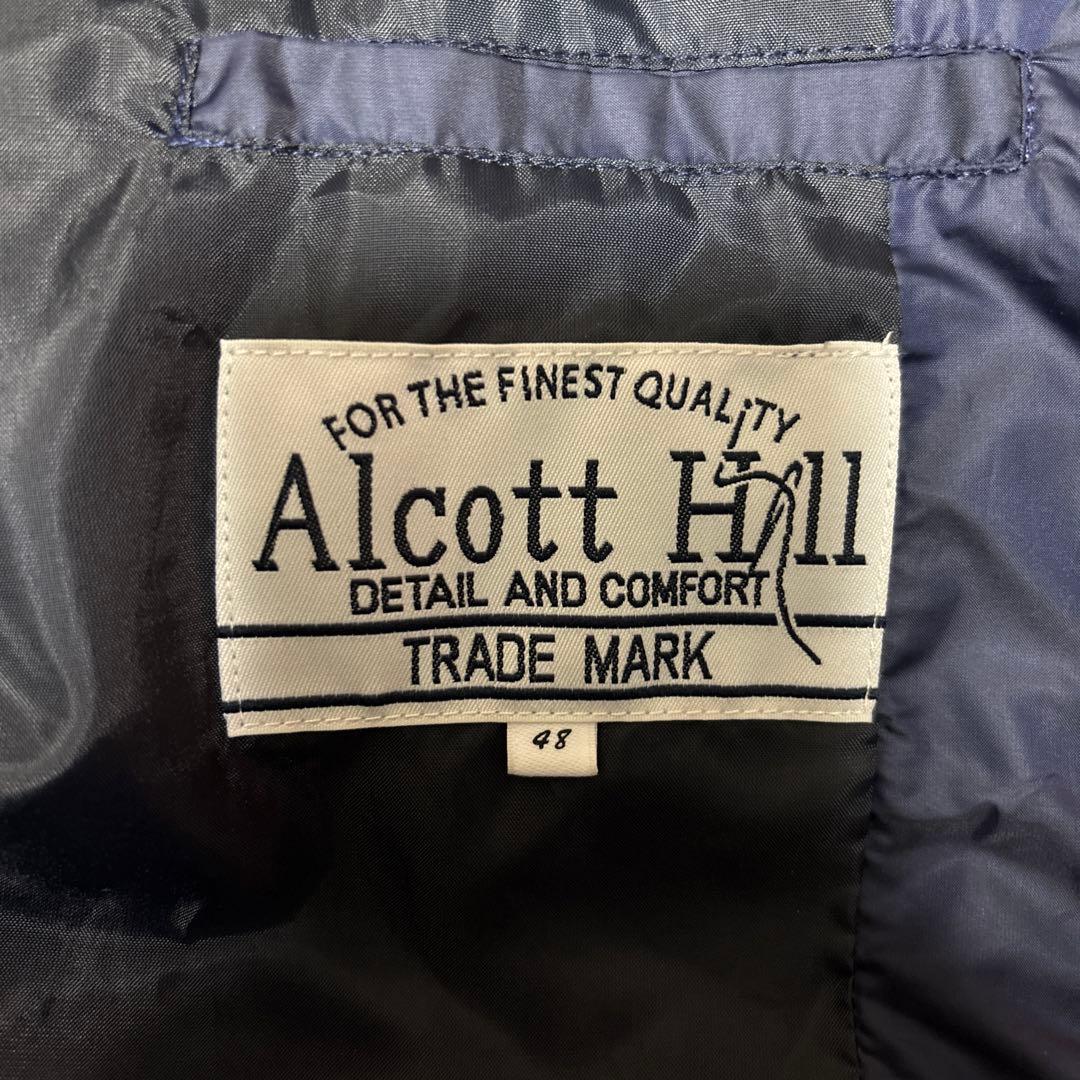 FOR THE FINEST QUALiTY
Alcott Hill
DETAIL AND COMFORT
TRADE MARK
48